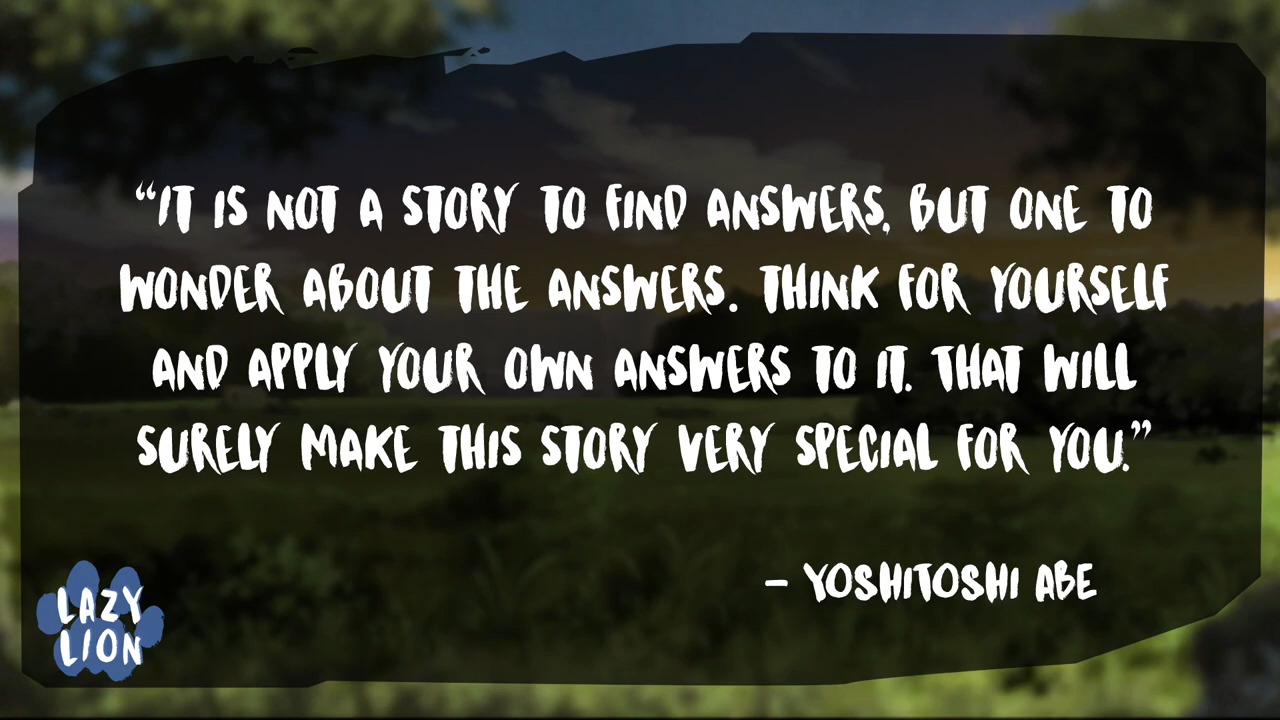 “IT IS NOT A STORY TO FIND ANSWERS, BUT ONE TO
WONDER ABOUT THE ANSWERS. THINK FOR YOURSELF
AND APPLY YOUR OWN ANSWERS TO IT. THAT WILL
SURELY MAKE THIS STORY VERY SPECIAL FOR YOU.”
– YOSHITOSHI ABE
LAZY
LION